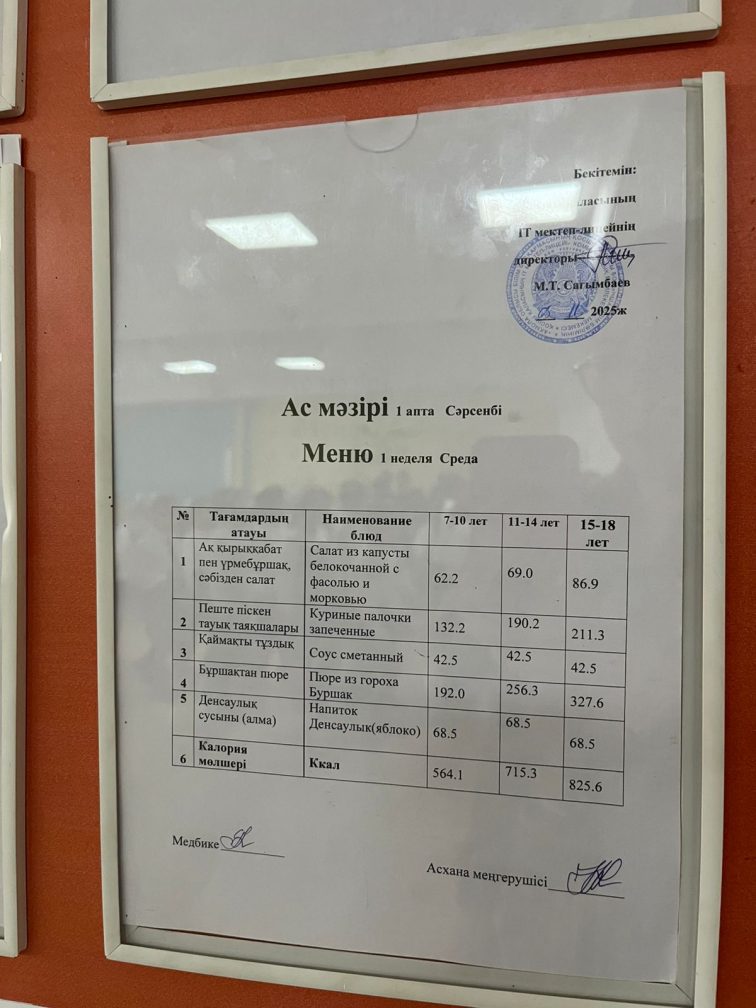 Бекітемін:
ласының
IT мектеп-лицейнің
директоры
М.Т. Сағымбаев
2025ж
Ас мәзірі 1 апта Сәрсенбі
Меню 1 неделя Среда
№ Тағамдардың атауы Наименование блюд 7-10 лет 11-14 лет 15-18 лет
1 Ақ қырыққабат пен үрмебұршақ, сәбізден салат Салат из капусты белокочанной с фасолью и морковью 62.2 69.0 86.9
2 Пеште піскен тауық таяқшалары Куриные палочки запеченные 132.2 190.2 211.3
3 Қаймақты тұздық Соус сметанный 42.5 42.5 42.5
4 Бұршақтан пюре Пюре из гороха Буршак 192.0 256.3 327.6
5 Денсаулық сусыны (алма) Напиток Денсаулық(яблоко) 68.5 68.5 68.5
6 Калория мөлшері Ккал 564.1 715.3 825.6
Медбике
Асхана меңгерушісі